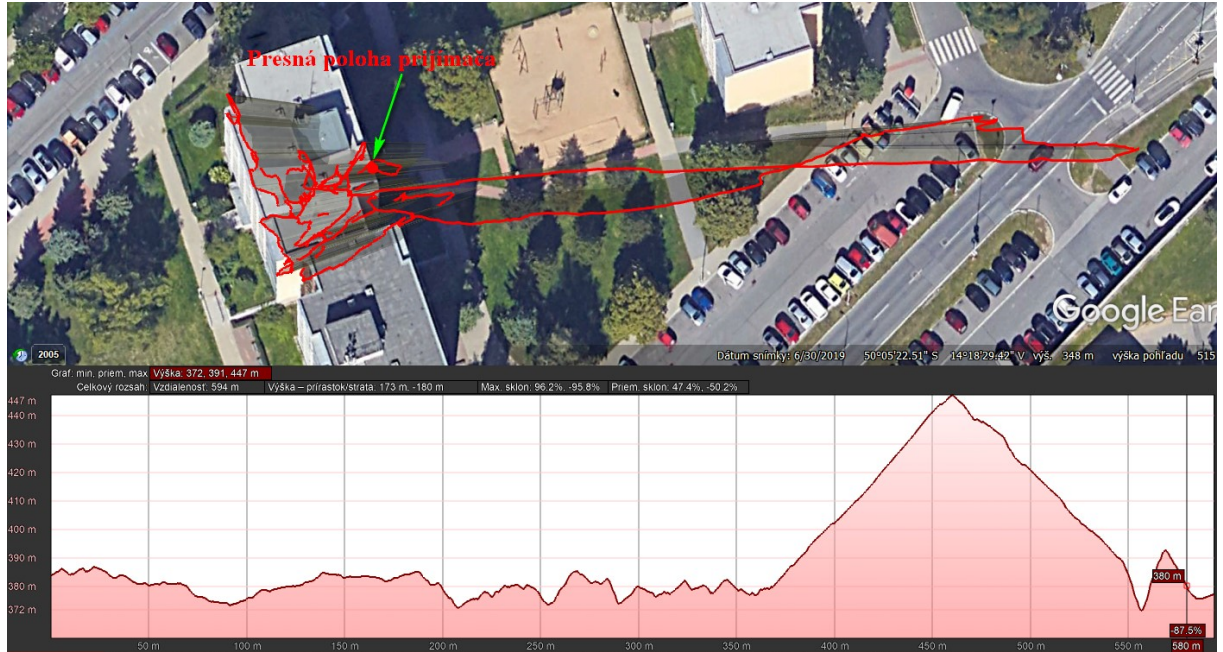 Presná poloha prijímača
Google Ear
2005
Dátum snímky: 6/30/2019 50°05'22.51" S 14°18'29.42" V výš. 348 m výška pohľadu 515
Graf: min. priem. max Výška: 372, 391, 447 m
Celkový rozsah: Vzdialenosť: 594 m Výška – prírastok/strata: 173 m, -180 m Max. sklon: 96.2%, -95.8% Priem. sklon: 47.4%, -50.2%
447 m
440 m
430 m
420 m
410 m
400 m
390 m
380 m
380 m
372 m
-87.5%
50 m 100 m 150 m 200 m 250 m 300 m 350 m 400 m 450 m 500 m 550 m 580 m